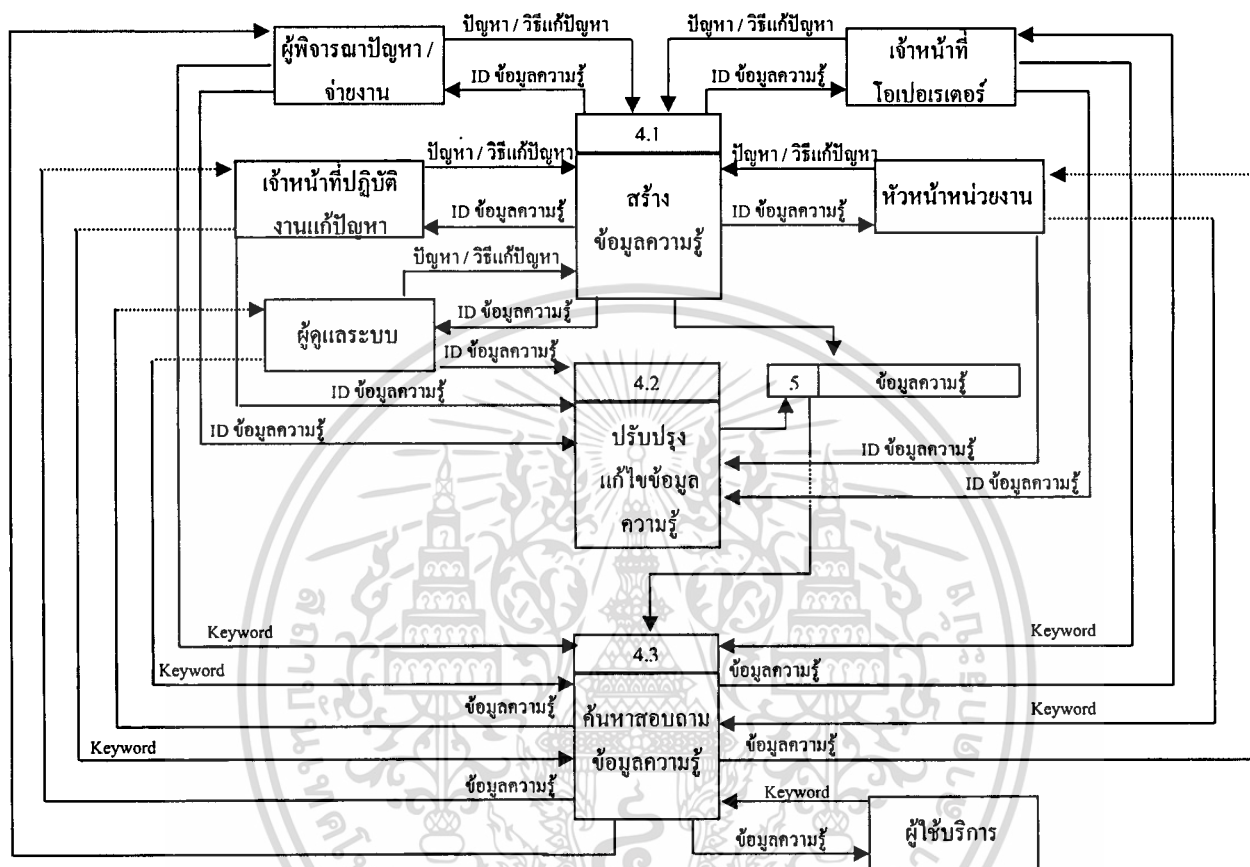 ปัญหา / วิธีแก้ปัญหา
ปัญหา / วิธีแก้ปัญหา
ผู้พิจารณาปัญหา /
จ่ายงาน
เจ้าหน้าที่
โอเปอเรเตอร์
ID ข้อมูลความรู้
ID ข้อมูลความรู้
4.1
สร้าง
ข้อมูลความรู้
ปัญหา / วิธีแก้ปัญหา
ปัญหา / วิธีแก้ปัญหา
เจ้าหน้าที่ปฏิบัติ
งานแก้ปัญหา
หัวหน้าหน่วยงาน
ID ข้อมูลความรู้
ID ข้อมูลความรู้
ปัญหา / วิธีแก้ปัญหา
ผู้ดูแลระบบ
ID ข้อมูลความรู้
ID ข้อมูลความรู้
4.2
ปรับปรุง
แก้ไขข้อมูล
ความรู้
5
ข้อมูลความรู้
ID ข้อมูลความรู้
ID ข้อมูลความรู้
ID ข้อมูลความรู้
ID ข้อมูลความรู้
Keyword
Keyword
4.3
ค้นหาสอบถาม
ข้อมูลความรู้
Keyword
ข้อมูลความรู้
ข้อมูลความรู้
Keyword
Keyword
ข้อมูลความรู้
ข้อมูลความรู้
Keyword
ข้อมูลความรู้
ผู้ใช้บริการ